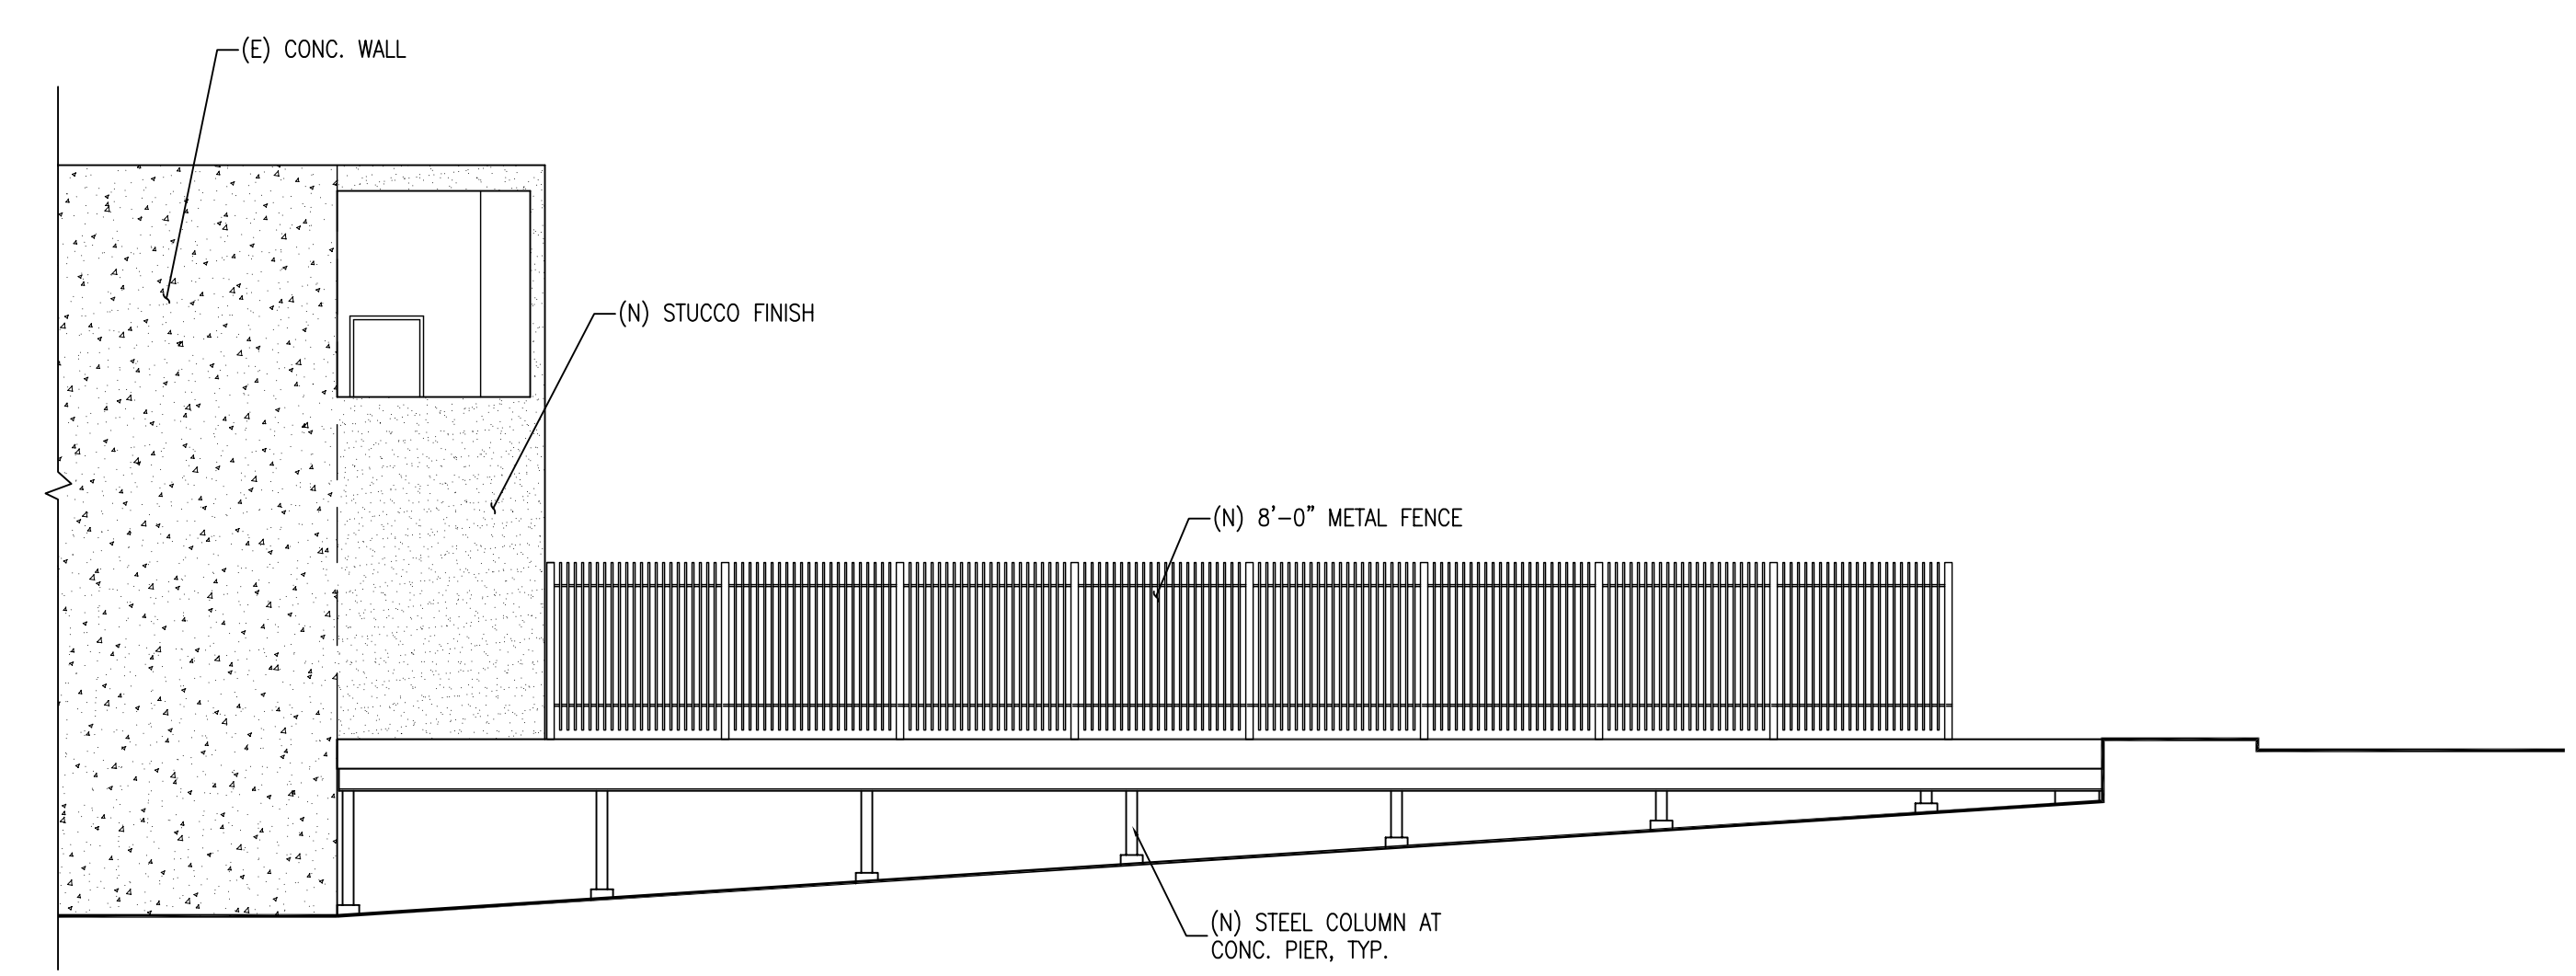 (E) CONC. WALL
(N) STUCCO FINISH
(N) 8'-0" METAL FENCE
(N) STEEL COLUMN AT
CONC. PIER, TYP.